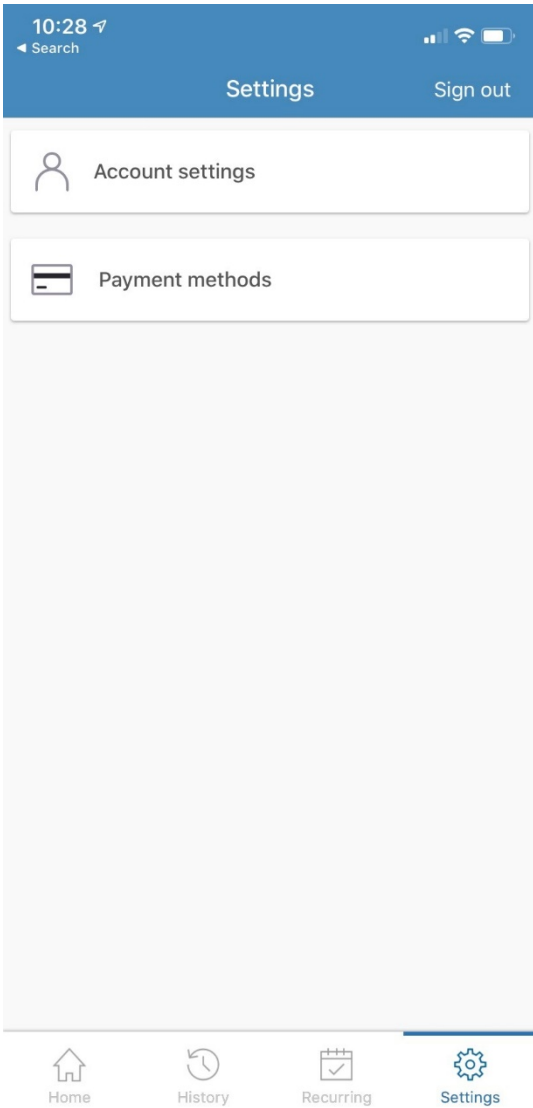 10:28
◀ Search
Settings
Sign out
Account settings
Payment methods
Home
History
Recurring
Settings